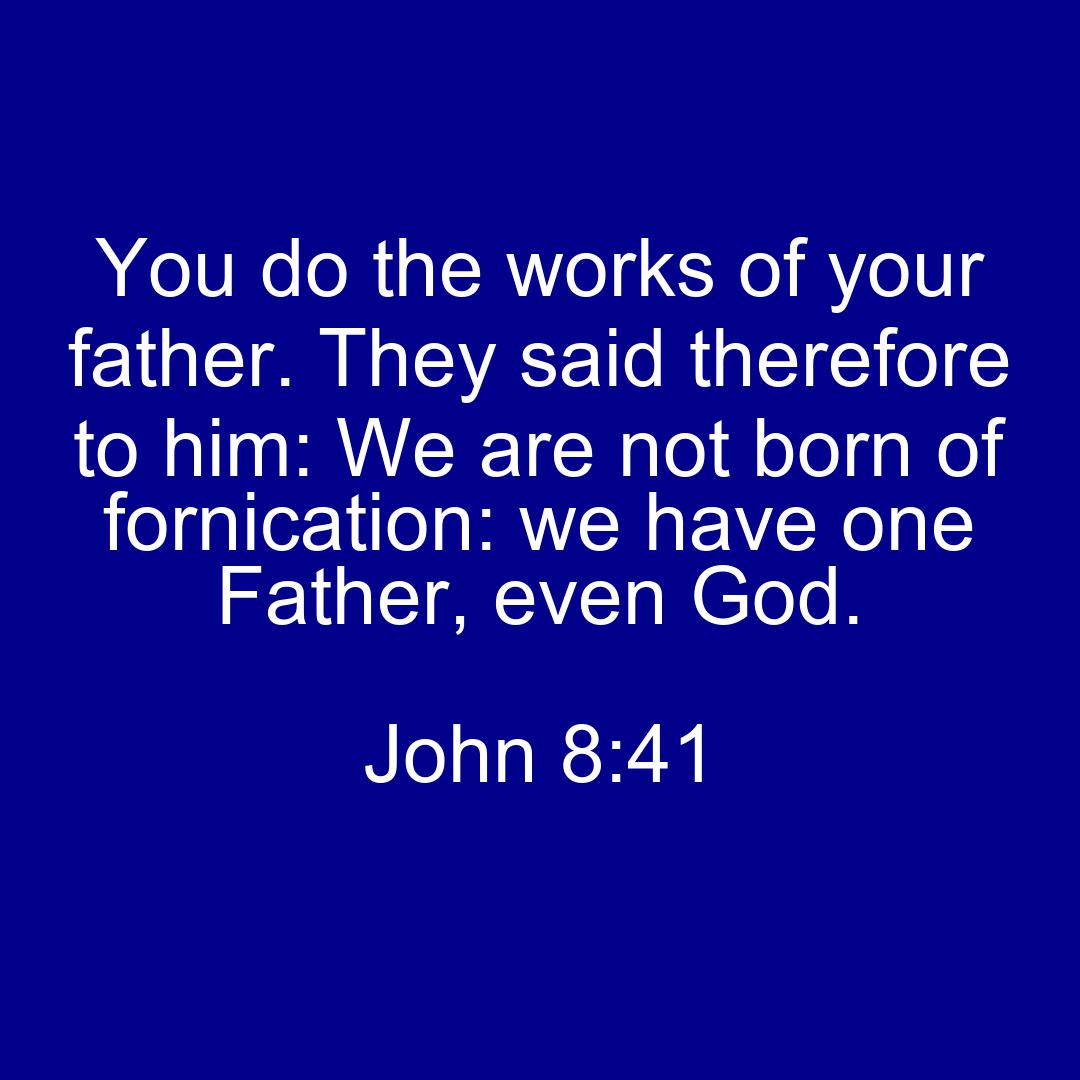 You do the works of your
father. They said therefore
to him: We are not born of
fornication: we have one
Father, even God.
John 8:41